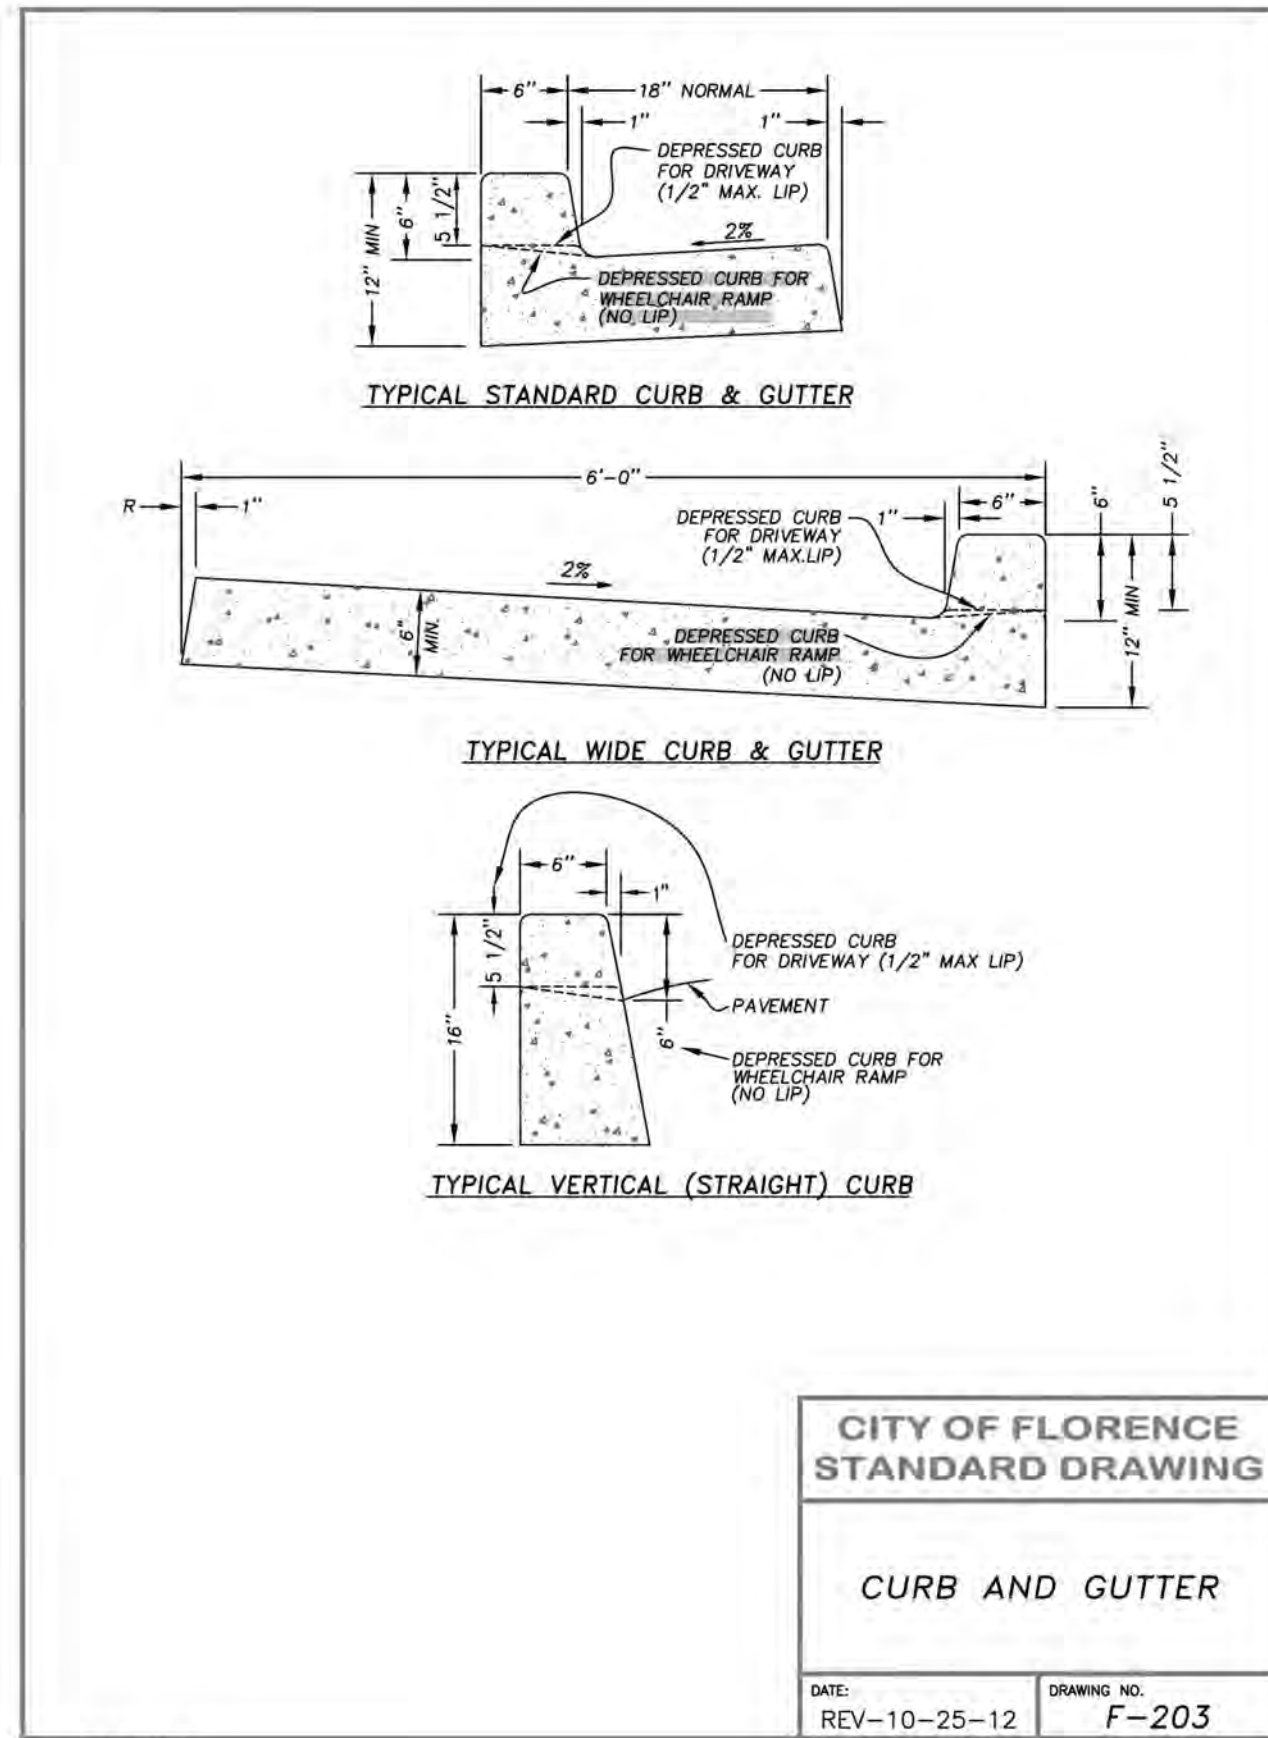 6"
18" NORMAL
1"
1"
DEPRESSED CURB
FOR DRIVEWAY
(1/2" MAX. LIP)
12" MIN
6"
5 1/2"
2%
DEPRESSED CURB FOR
WHEELCHAIR RAMP
(NO LIP)
TYPICAL STANDARD CURB & GUTTER
6'-0"
R
1"
DEPRESSED CURB
FOR DRIVEWAY
(1/2" MAX.LIP)
1"
6"
6"
5 1/2"
12" MIN
2%
6"
MIN.
DEPRESSED CURB
FOR WHEELCHAIR RAMP
(NO LIP)
TYPICAL WIDE CURB & GUTTER
6"
1"
5 1/2"
16"
DEPRESSED CURB
FOR DRIVEWAY (1/2" MAX LIP)
PAVEMENT
6"
DEPRESSED CURB FOR
WHEELCHAIR RAMP
(NO LIP)
TYPICAL VERTICAL (STRAIGHT) CURB
CITY OF FLORENCE
STANDARD DRAWING
CURB AND GUTTER
DATE:
REV-10-25-12
DRAWING NO.
F-203